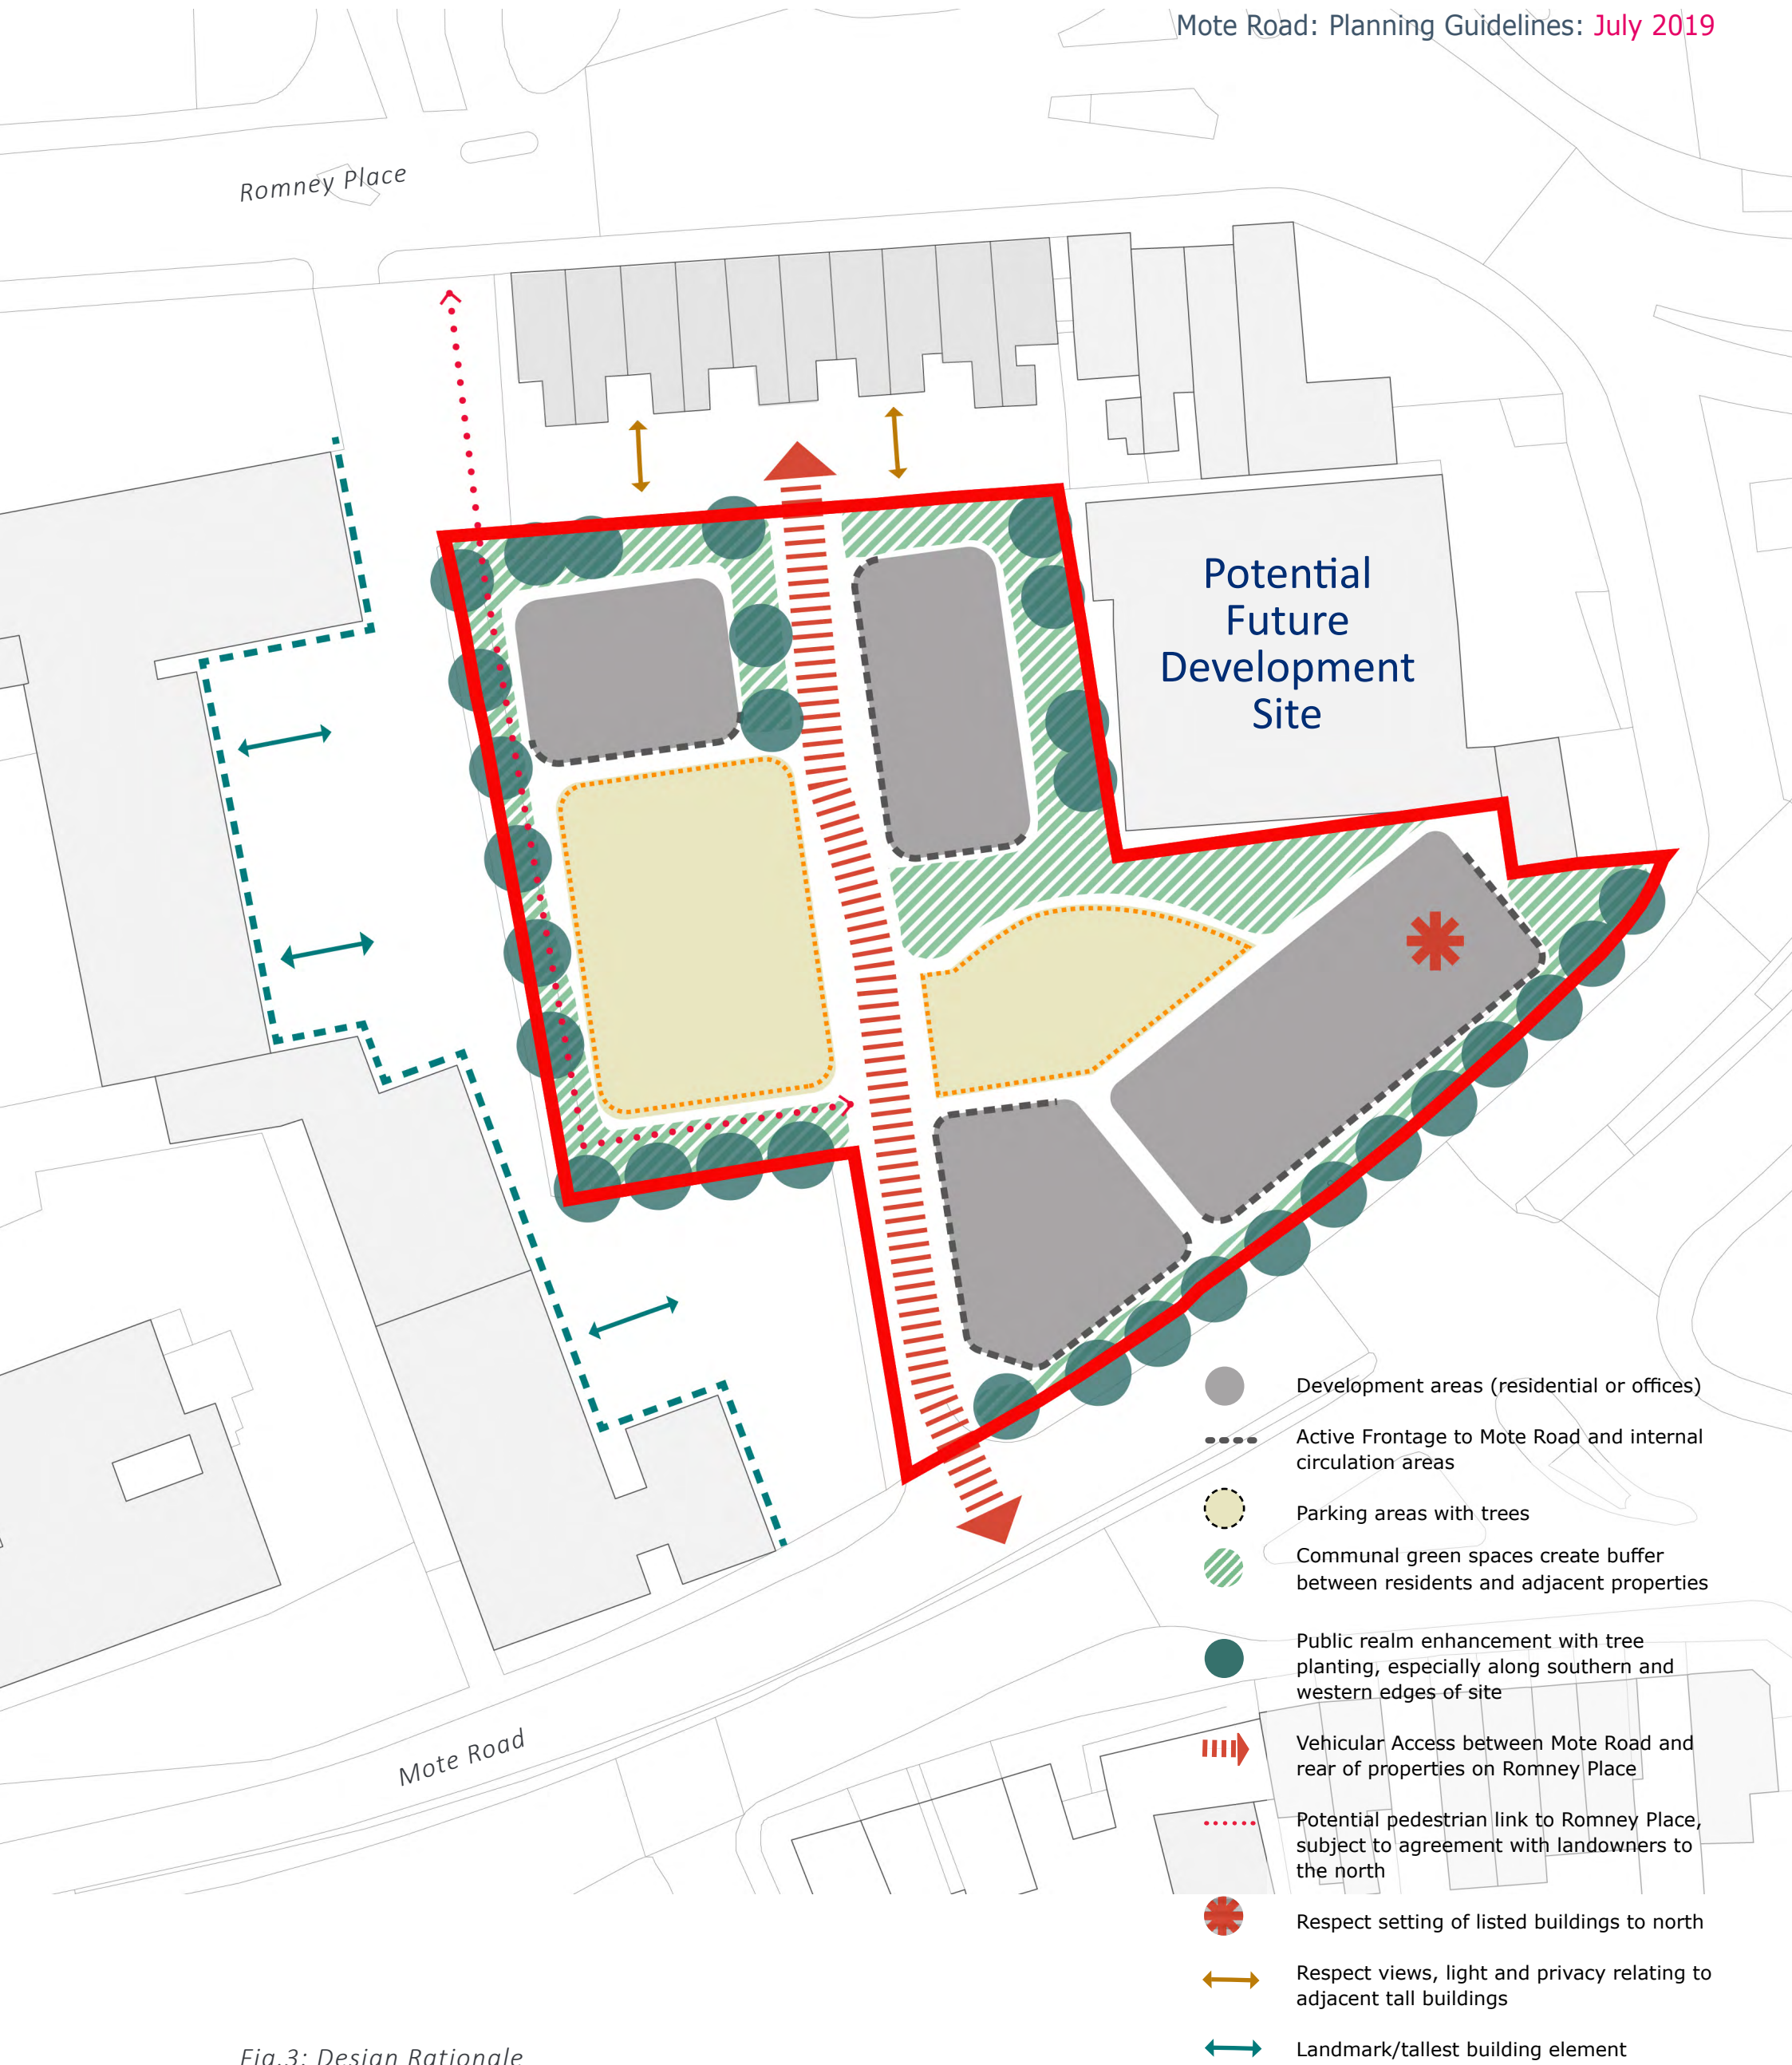 Mote Road: Planning Guidelines: July 2019
Romney Place
Potential
Future
Development
Site
Development areas (residential or offices)
Active Frontage to Mote Road and internal
circulation areas
Parking areas with trees
Communal green spaces create buffer
between residents and adjacent properties
Public realm enhancement with tree
planting, especially along southern and
western edges of site
Mote Road
Vehicular Access between Mote Road and
rear of properties on Romney Place
Potential pedestrian link to Romney Place,
subject to agreement with landowners to
the north
Respect setting of listed buildings to north
Respect views, light and privacy relating to
adjacent tall buildings
Landmark/tallest building element
Fig.3: Design Rationale